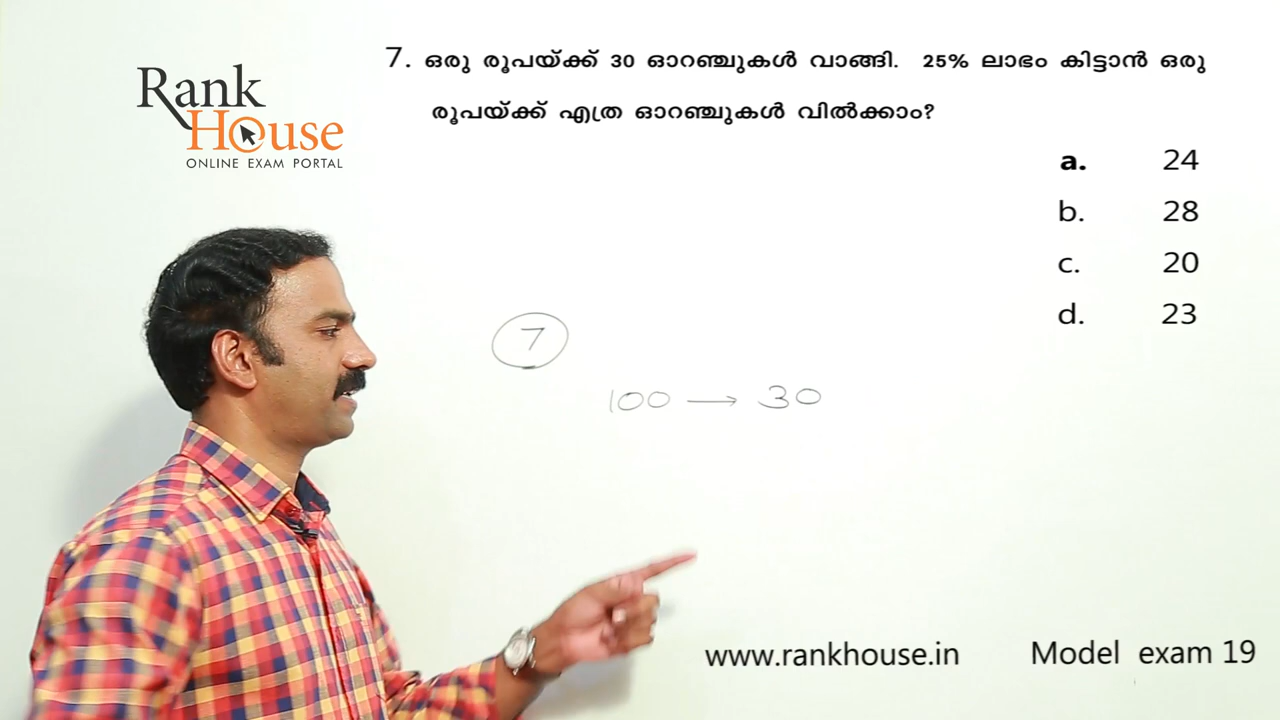 Rank
House
ONLINE EXAM PORTAL
7. ഒരു രൂപയ്ക്ക് 30 ഓറഞ്ചുകൾ വാങ്ങി. 25% ലാഭം കിട്ടാൻ ഒരു
രൂപയ്ക്ക് എത്ര ഓറഞ്ചുകൾ വിൽക്കാം?
a. 24
b. 28
c. 20
d. 23
7
100 → 30
www.rankhouse.in Model exam 19